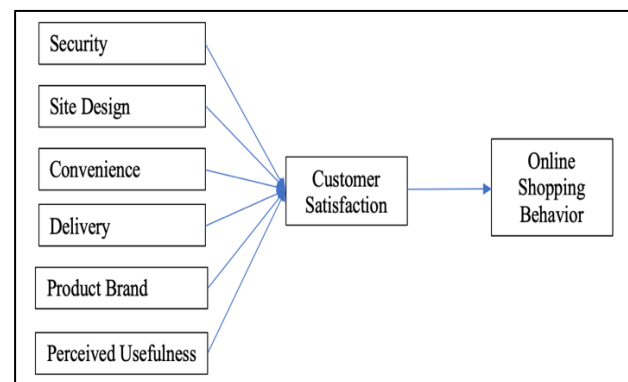 Security
Site Design
Convenience
Delivery
Product Brand
Perceived Usefulness
Customer
Satisfaction
Online
Shopping
Behavior